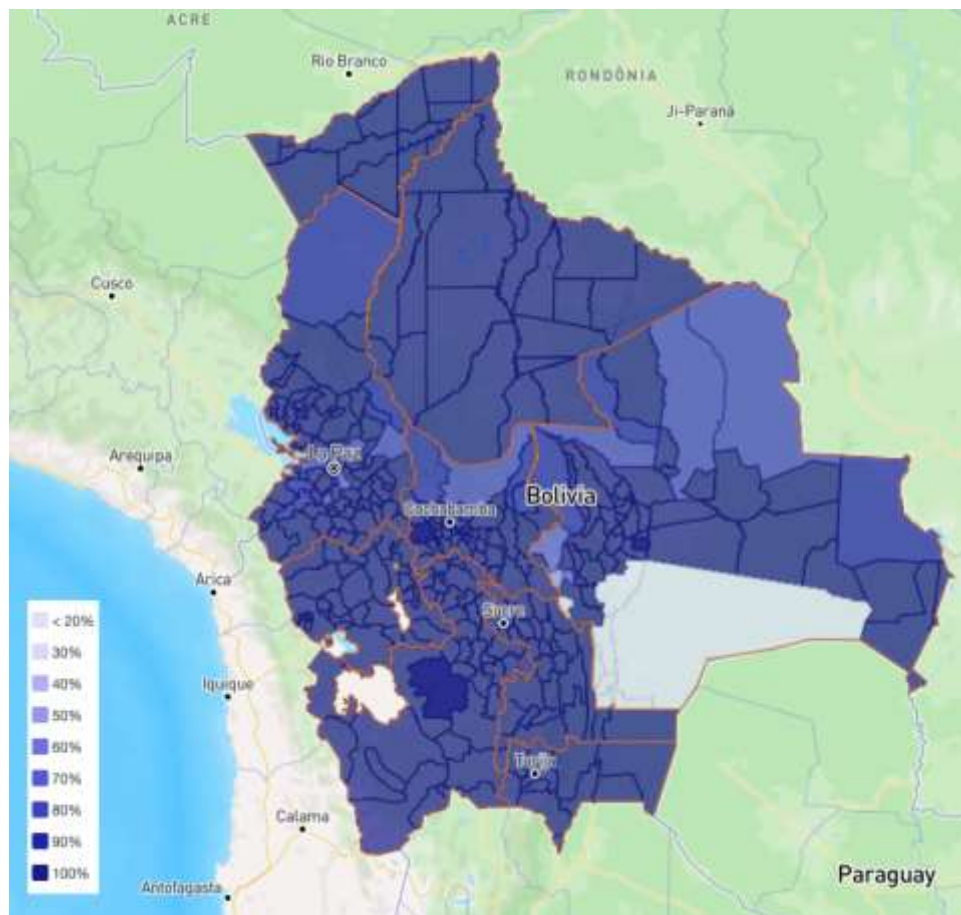 ACRE
Rio Branco
RONDÔNIA
Ji-Paraná
Cusco
Arequipa
La Paz
Bolivia
Cochabamba
Arica
Sucre
< 20%
30%
40%
50%
60%
70%
80%
90%
100%
Iquique
Tarija
Calama
Paraguay
Antofagasta